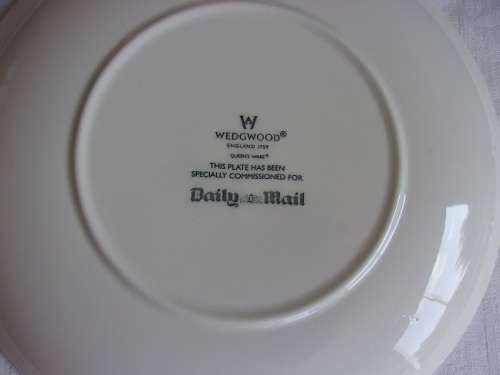 WEDGWOOD®
ENGLAND 1759
QUEEN'S WARE®
THIS PLATE HAS BEEN
SPECIALLY COMMISSIONED FOR
Daily Mail